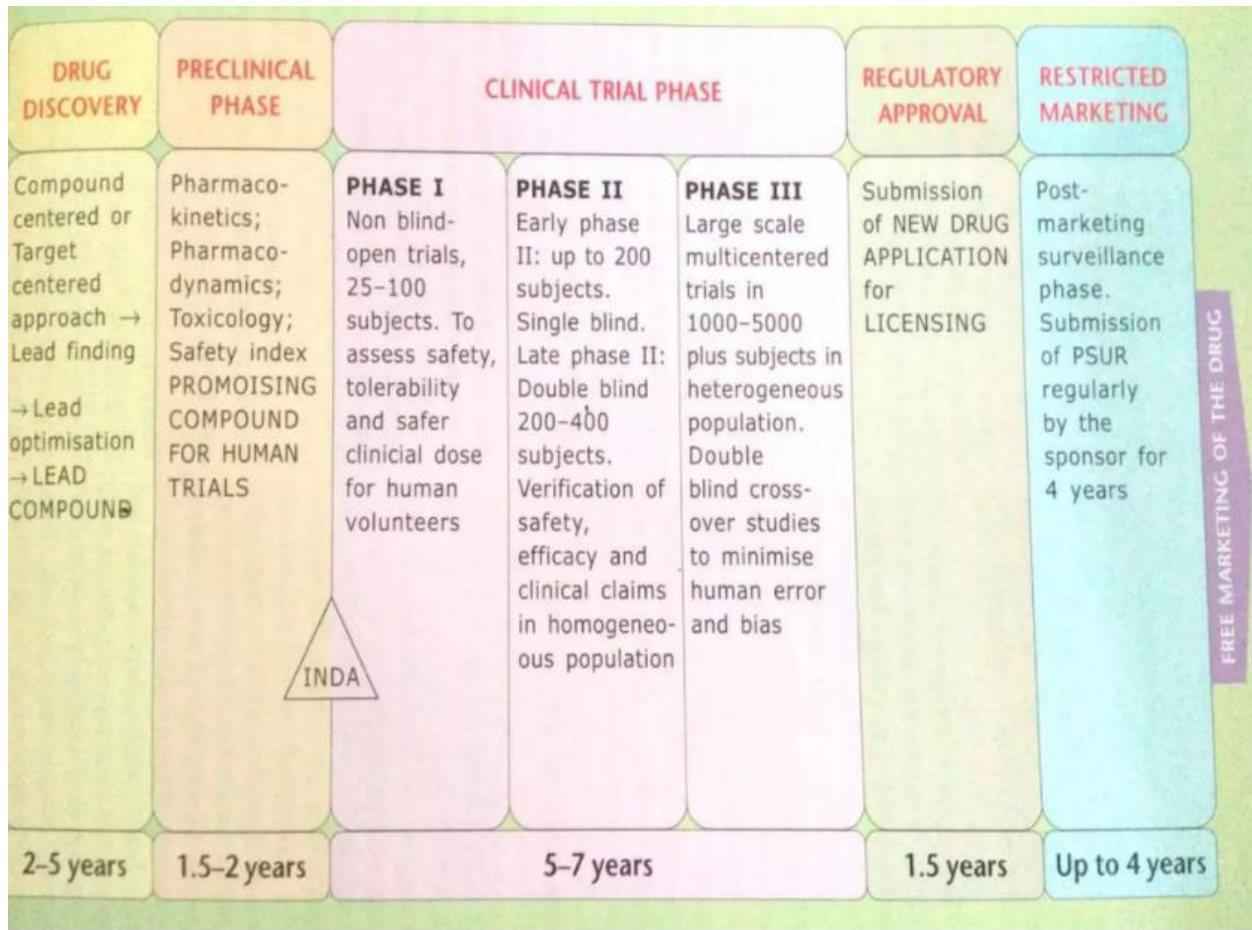 DRUG
DISCOVERY
PRECLINICAL
PHASE
CLINICAL TRIAL PHASE
REGULATORY
APPROVAL
RESTRICTED
MARKETING
Compound
centered or
Target
centered
approach →
Lead finding
→ Lead
optimisation
→ LEAD
COMPOUND
Pharmaco-
kinetics;
Pharmaco-
dynamics;
Toxicology;
Safety index
PROMOISING
COMPOUND
FOR HUMAN
TRIALS
INDA
PHASE I
Non blind-
open trials,
25–100
subjects. To
assess safety,
tolerability
and safer
clinicial dose
for human
volunteers
PHASE II
Early phase
II: up to 200
subjects.
Single blind.
Late phase II:
Double blind
200–400
subjects.
Verification of
safety,
efficacy and
clinical claims
in homogeneo-
ous population
PHASE III
Large scale
multicentered
trials in
1000–5000
plus subjects in
heterogeneous
population.
Double
blind cross-
over studies
to minimise
human error
and bias
Submission
of NEW DRUG
APPLICATION
for
LICENSING
Post-
marketing
surveillance
phase.
Submission
of PSUR
regularly
by the
sponsor for
4 years
FREE MARKETING OF THE DRUG
2–5 years
1.5–2 years
5–7 years
1.5 years
Up to 4 years